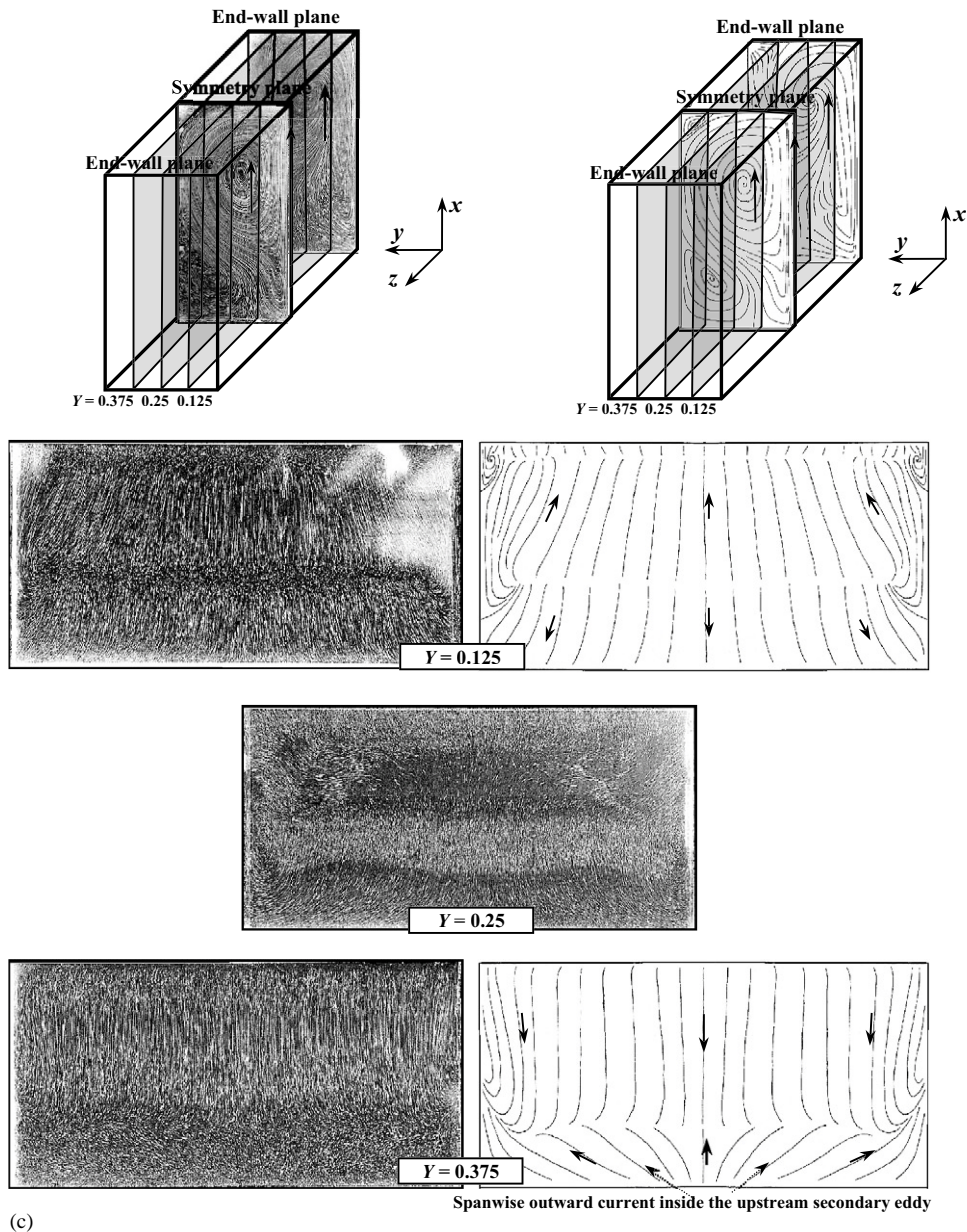 End-wall plane
Symmetry plane
End-wall plane
x
y
z
Y = 0.375 0.25 0.125
End-wall plane
Symmetry plane
End-wall plane
x
y
z
Y = 0.375 0.25 0.125
Y = 0.125
Y = 0.25
Y = 0.375
Spanwise outward current inside the upstream secondary eddy
(c)